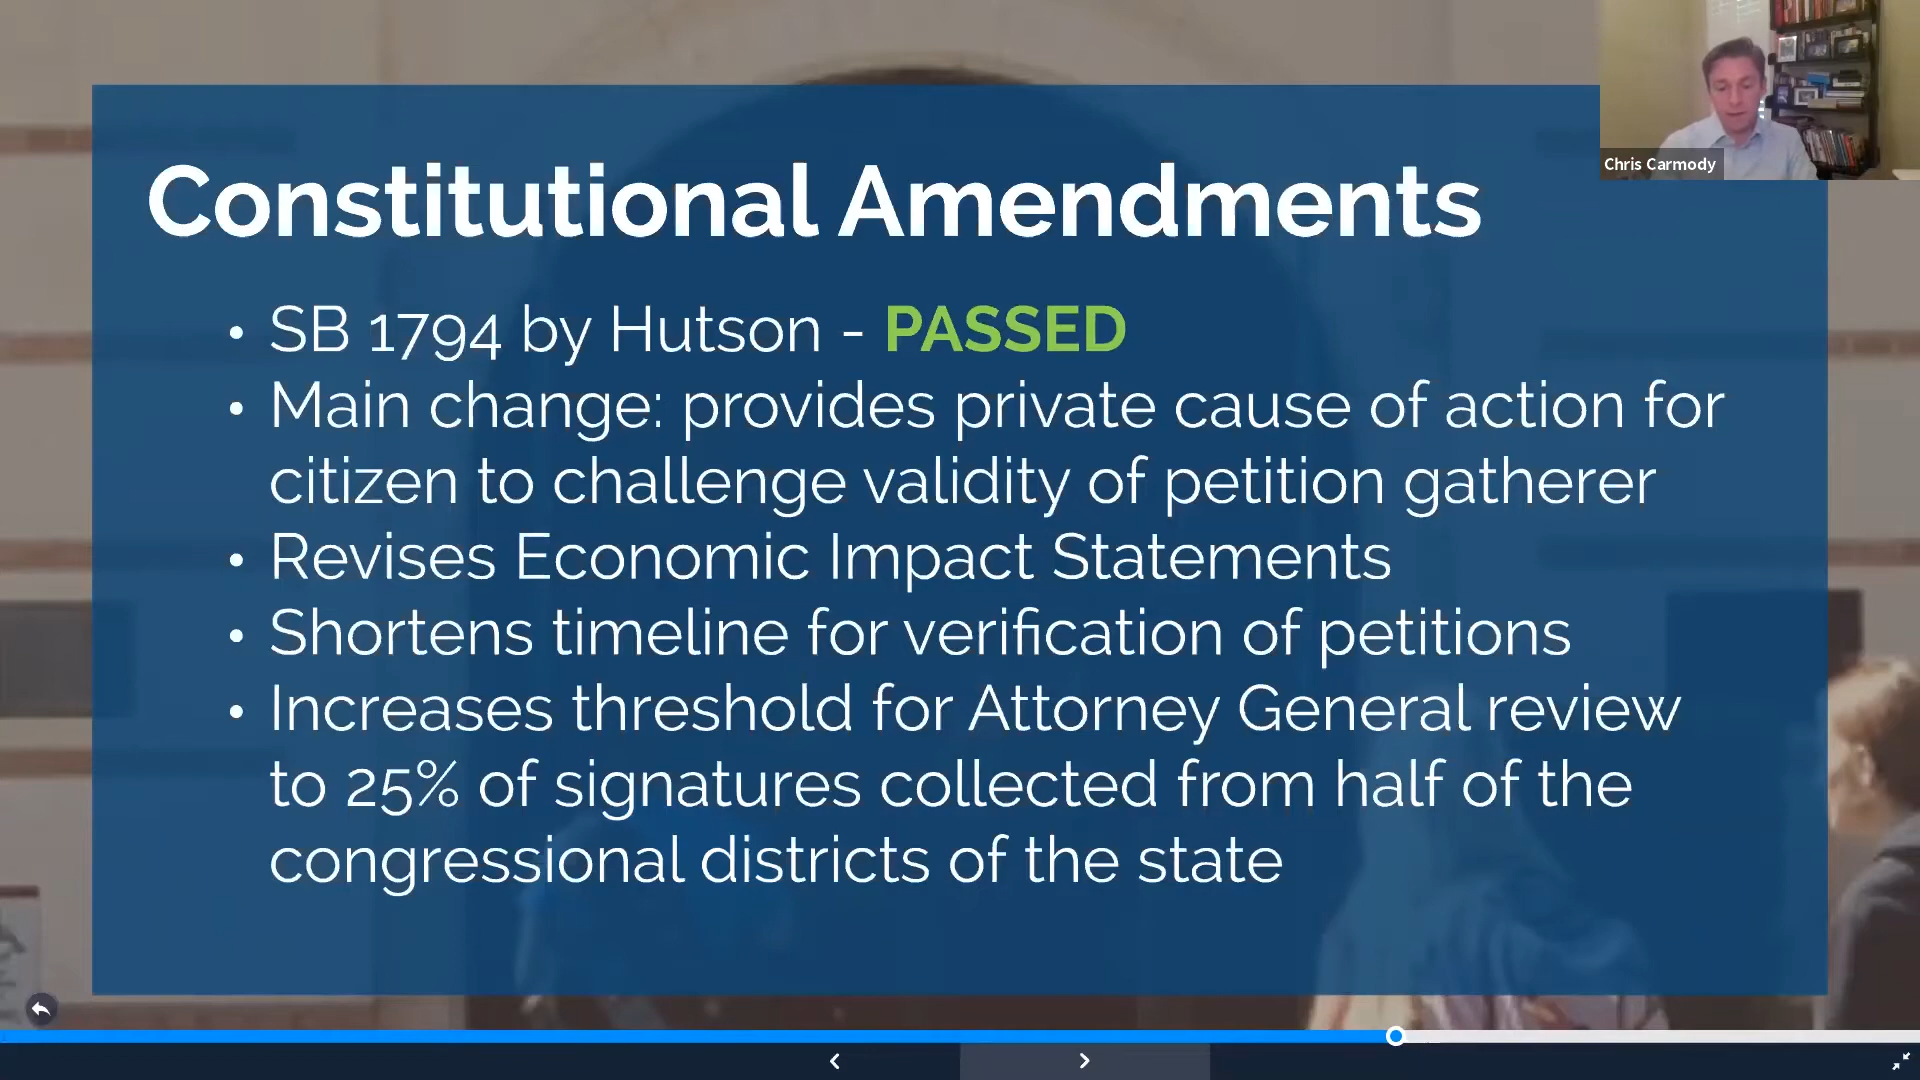 Chris Carmody
Constitutional Amendments
• SB 1794 by Hutson - PASSED
• Main change: provides private cause of action for
citizen to challenge validity of petition gatherer
• Revises Economic Impact Statements
• Shortens timeline for verification of petitions
• Increases threshold for Attorney General review
to 25% of signatures collected from half of the
congressional districts of the state